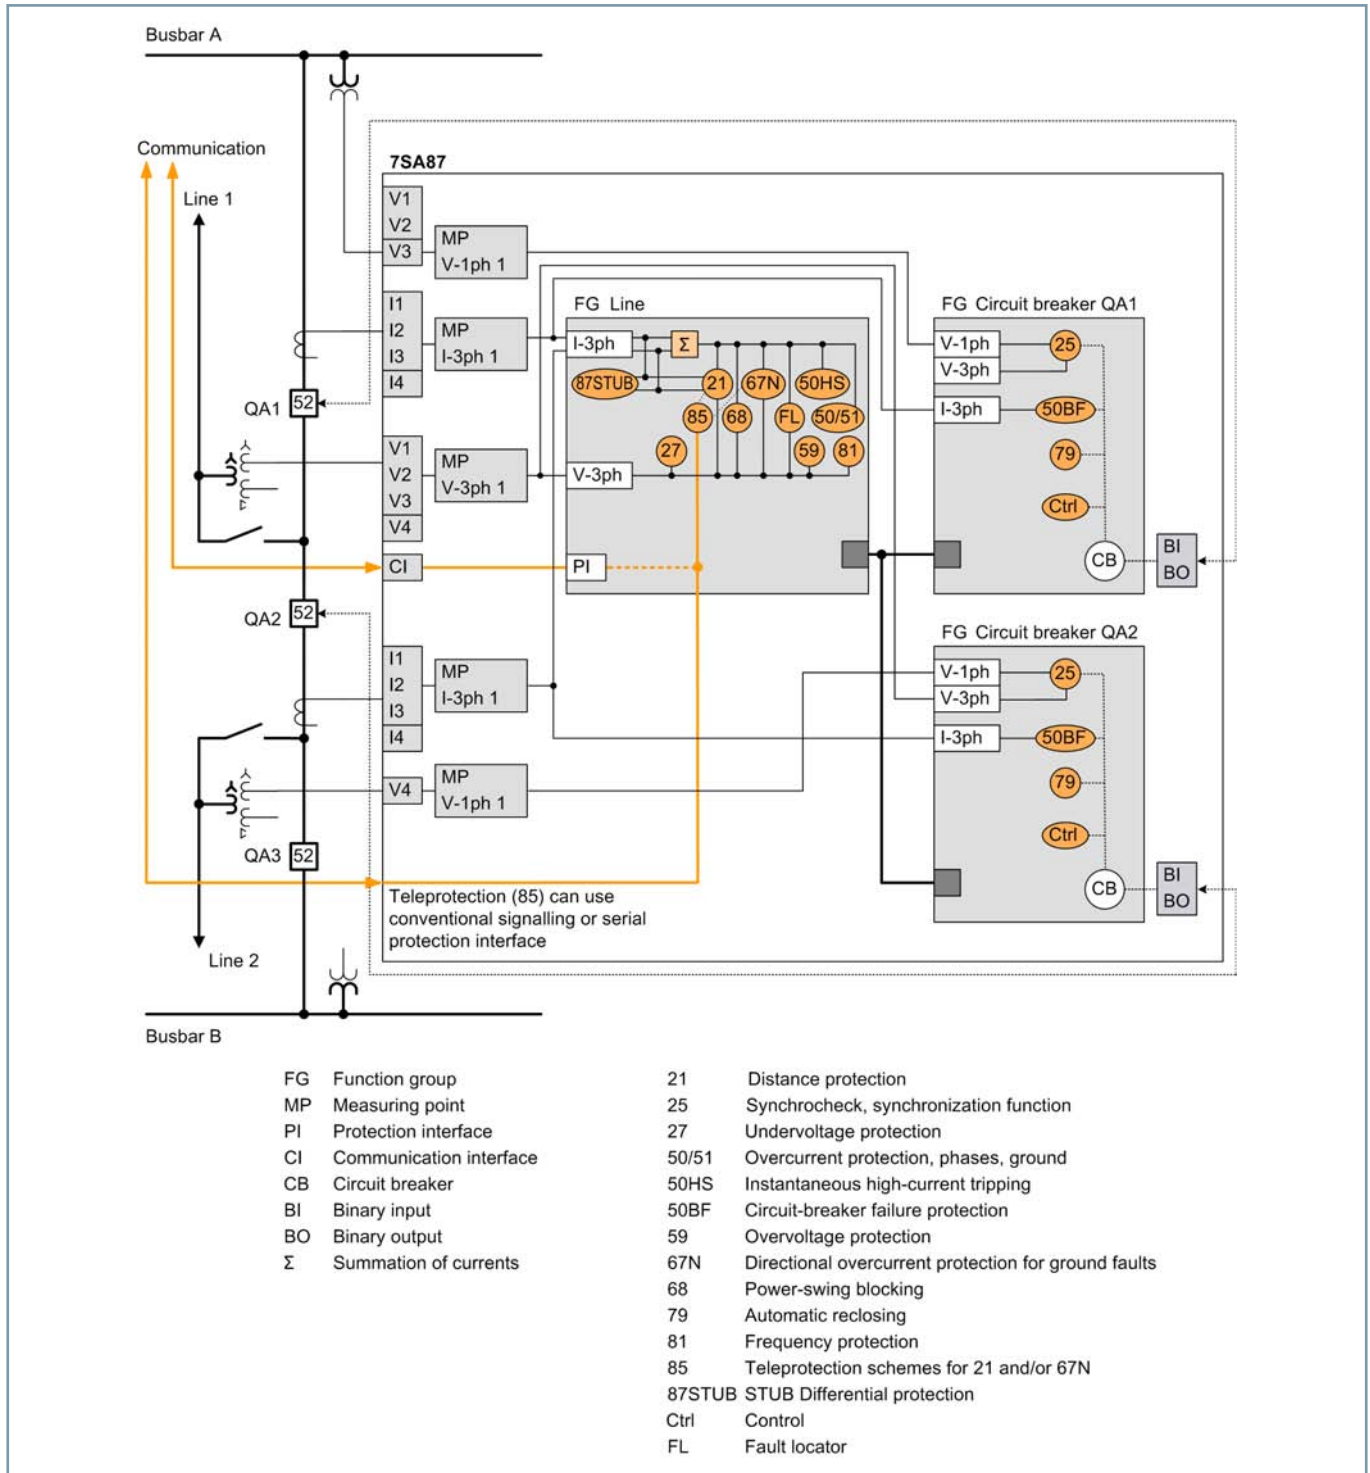 Busbar A
Communication
Line 1
7SA87
V1
V2
V3
MP
V-1ph 1
I1
I2
I3
I4
MP
I-3ph 1
QA1
52
FG Line
I-3ph
Σ
87STUB
21
67N
50HS
85
68
FL
50/51
27
59
81
V-3ph
PI
FG Circuit breaker QA1
V-1ph
V-3ph
25
I-3ph
50BF
79
Ctrl
CB
BI
BO
V1
V2
V3
V4
MP
V-3ph 1
CI
QA2
52
I1
I2
I3
I4
MP
I-3ph 1
V4
MP
V-1ph 1
FG Circuit breaker QA2
V-1ph
V-3ph
25
I-3ph
50BF
79
Ctrl
CB
BI
BO
QA3
52
Teleprotection (85) can use
conventional signalling or serial
protection interface
Line 2
Busbar B
FG Function group
MP Measuring point
PI Protection interface
CI Communication interface
CB Circuit breaker
BI Binary input
BO Binary output
Σ Summation of currents
21 Distance protection
25 Synchrocheck, synchronization function
27 Undervoltage protection
50/51 Overcurrent protection, phases, ground
50HS Instantaneous high-current tripping
50BF Circuit-breaker failure protection
59 Overvoltage protection
67N Directional overcurrent protection for ground faults
68 Power-swing blocking
79 Automatic reclosing
81 Frequency protection
85 Teleprotection schemes for 21 and/or 67N
87STUB STUB Differential protection
Ctrl Control
FL Fault locator